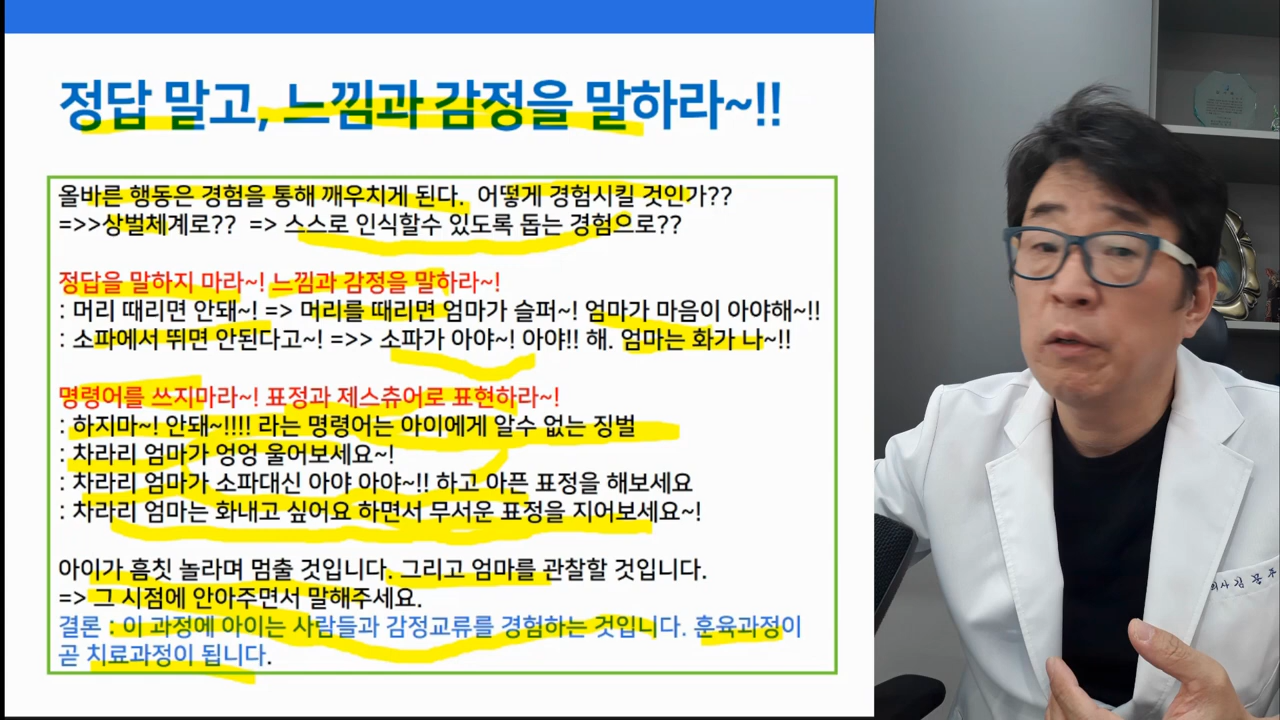 정답 말고, 느낌과 감정을 말하라~!!
올바른 행동은 경험을 통해 깨우치게 된다. 어떻게 경험시킬 것인가??
=>>상벌체계로?? => 스스로 인식할수 있도록 돕는 경험으로??
정답을 말하지 마라~! 느낌과 감정을 말하라~!
: 머리 때리면 안돼~! => 머리를 때리면 엄마가 슬퍼~! 엄마가 마음이 아야해~!!
: 소파에서 뛰면 안된다고~! =>> 소파가 아야~! 아야!! 해. 엄마는 화가 나~!!
명령어를 쓰지마라~! 표정과 제스츄어로 표현하라~!
: 하지마~! 안돼~!!!! 라는 명령어는 아이에게 알수 없는 징벌
: 차라리 엄마가 엉엉 울어보세요~!
: 차라리 엄마가 소파대신 아야 아야~!! 하고 아픈 표정을 해보세요
: 차라리 엄마는 화내고 싶어요 하면서 무서운 표정을 지어보세요~!
아이가 흠칫 놀라며 멈출 것입니다. 그리고 엄마를 관찰할 것입니다.
=> 그 시점에 안아주면서 말해주세요.
결론 : 이 과정에 아이는 사람들과 감정교류를 경험하는 것입니다. 훈육과정이
곧 치료과정이 됩니다.